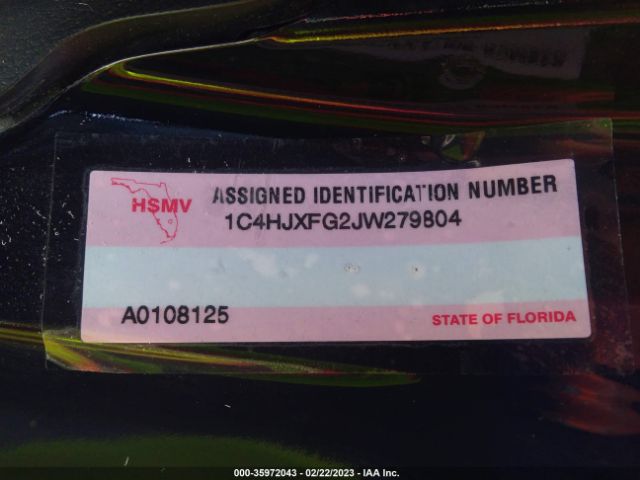 HSMV
ASSIGNED IDENTIFICATION NUMBER
1C4HJXFG2JW279804
A0108125
STATE OF FLORIDA
000-35972043 - 02/22/2023 - IAA Inc.